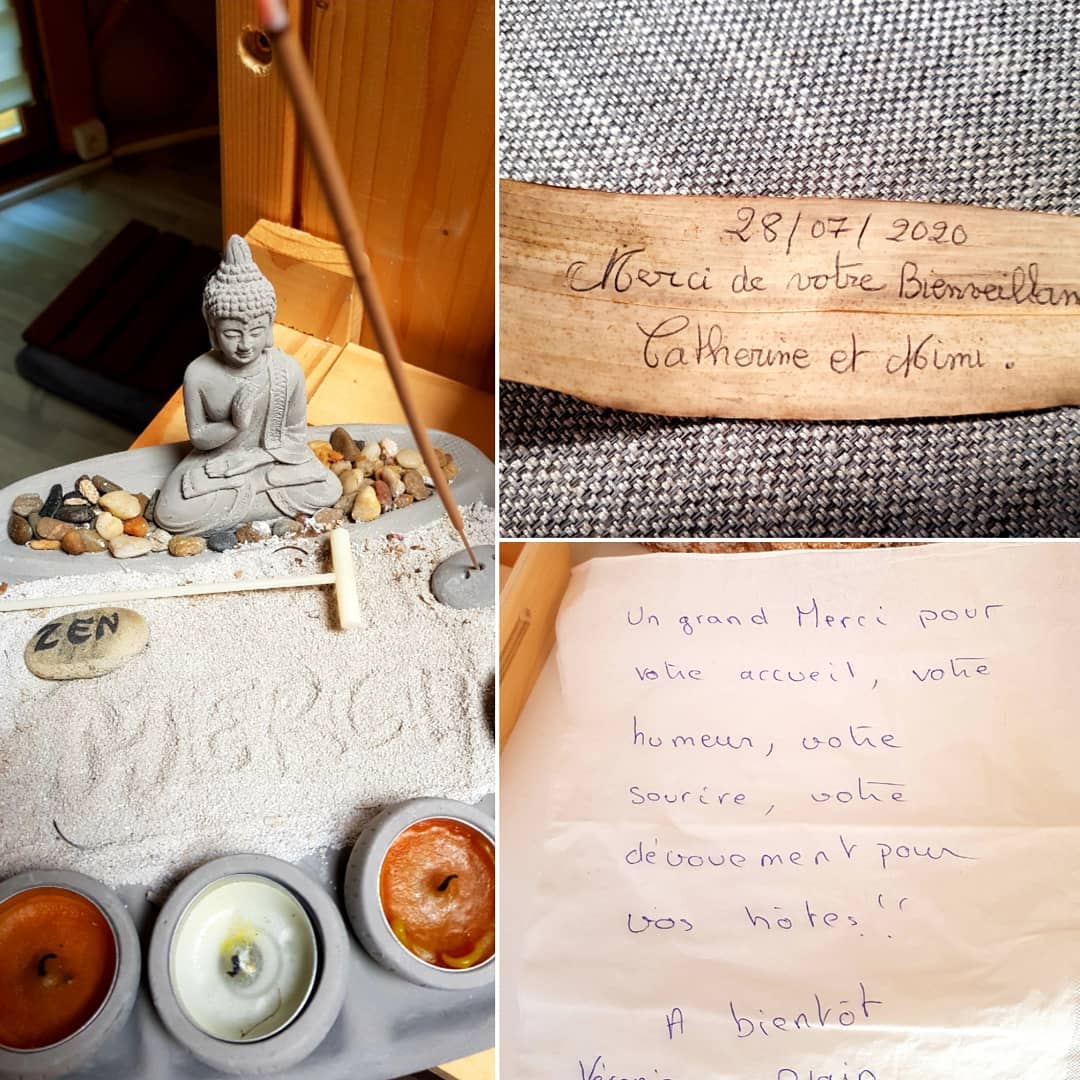 ZEN
MERCI
28/07/2020
Merci de votre Bienveillan
Catherine et Mimi.
Un grand Merci pour
votre accueil, votre
humeur, votre
sourire, votre
dévouement pour
vos hôtes!!
A bientôt